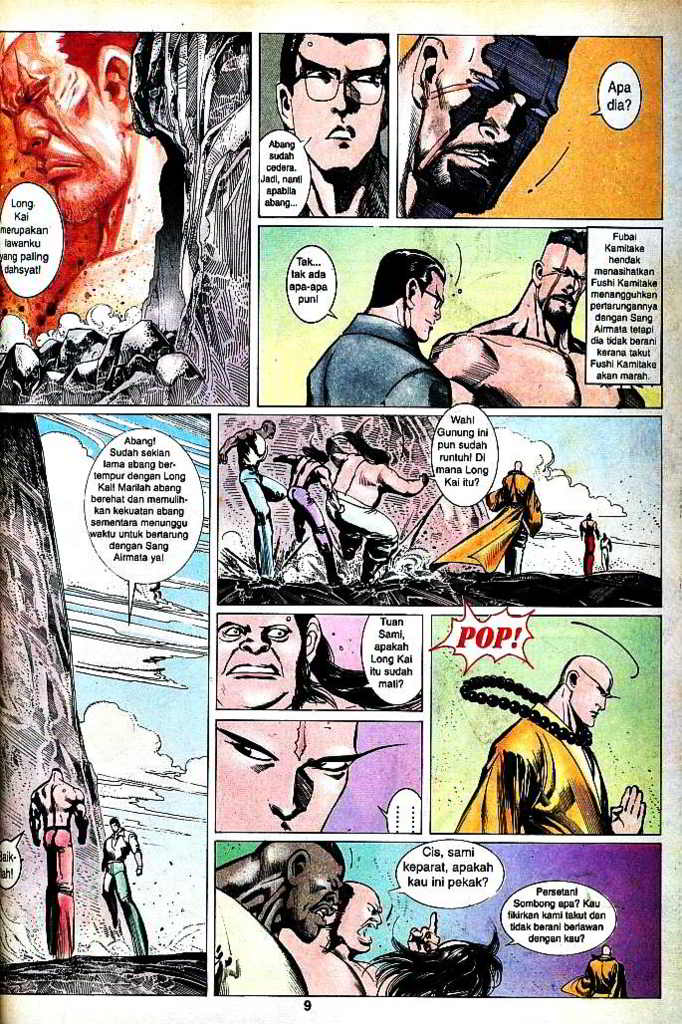 Long
Kai
merupakan
lawanku
yang paling
dahsyat!
Abang
sudah
cedera.
Jadi, nanti
apabila
abang...
Apa
dia?
Tak...
tak ada
apa-apa
pun!
Fubai
Kamitake
hendak
menasihatkan
Fushi Kamitake
menangguhkan
pertarungannya
dengan Sang
Airmata tetapi
dia tidak berani
kerana takut
Fushi Kamitake
akan marah.
Abang!
Sudah sekian
lama abang ber-
tempur dengan Long
Kai! Marilah abang
berehat dan memulih-
kan kekuatan abang
sementara menunggu
waktu untuk bertarung
dengan Sang
Airmata ya!
Baik-
lah!
Wah!
Gunung ini
pun sudah
runtuh! Di
mana Long
Kai itu?
Tuan
Sami,
apakah
Long Kai
itu sudah
mati?
POP!
......
Cis, sami
keparat, apakah
kau ini pekak?
Persetan!
Sombong apa? Kau
fikirkan kami takut dan
tidak berani berlawan
dengan kau?
9